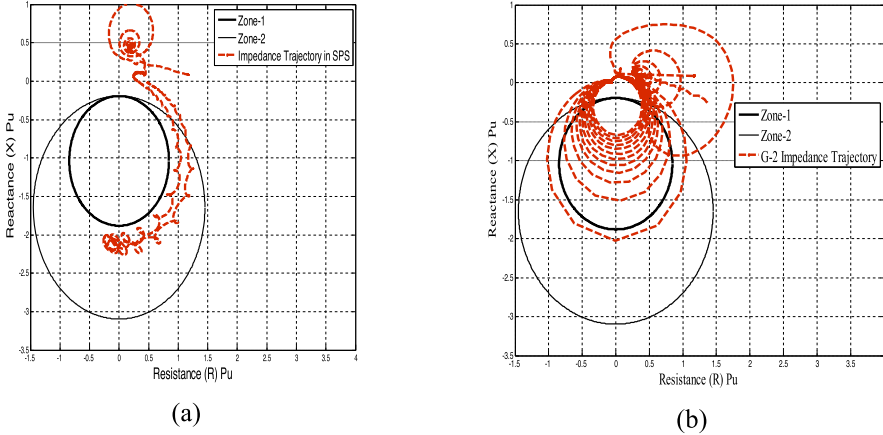 Zone-1
Zone-2
Impedance Trajectory in SPS
Reactance (X) Pu
1
0.5
0
-0.5
-1
-1.5
-2
-2.5
-3
-3.5
-1.5 -1 -0.5 0 0.5 1 1.5 2 2.5 3 3.5 4
Resistance (R) Pu
(a)
Zone-1
Zone-2
G-2 Impedance Trajectory
Reactance (X) Pu
1
0.5
0
-0.5
-1
-1.5
-2
-2.5
-3
-3.5
-1.5 -1 -0.5 0 0.5 1 1.5 2 2.5 3 3.5
Resistance (R) Pu
(b)